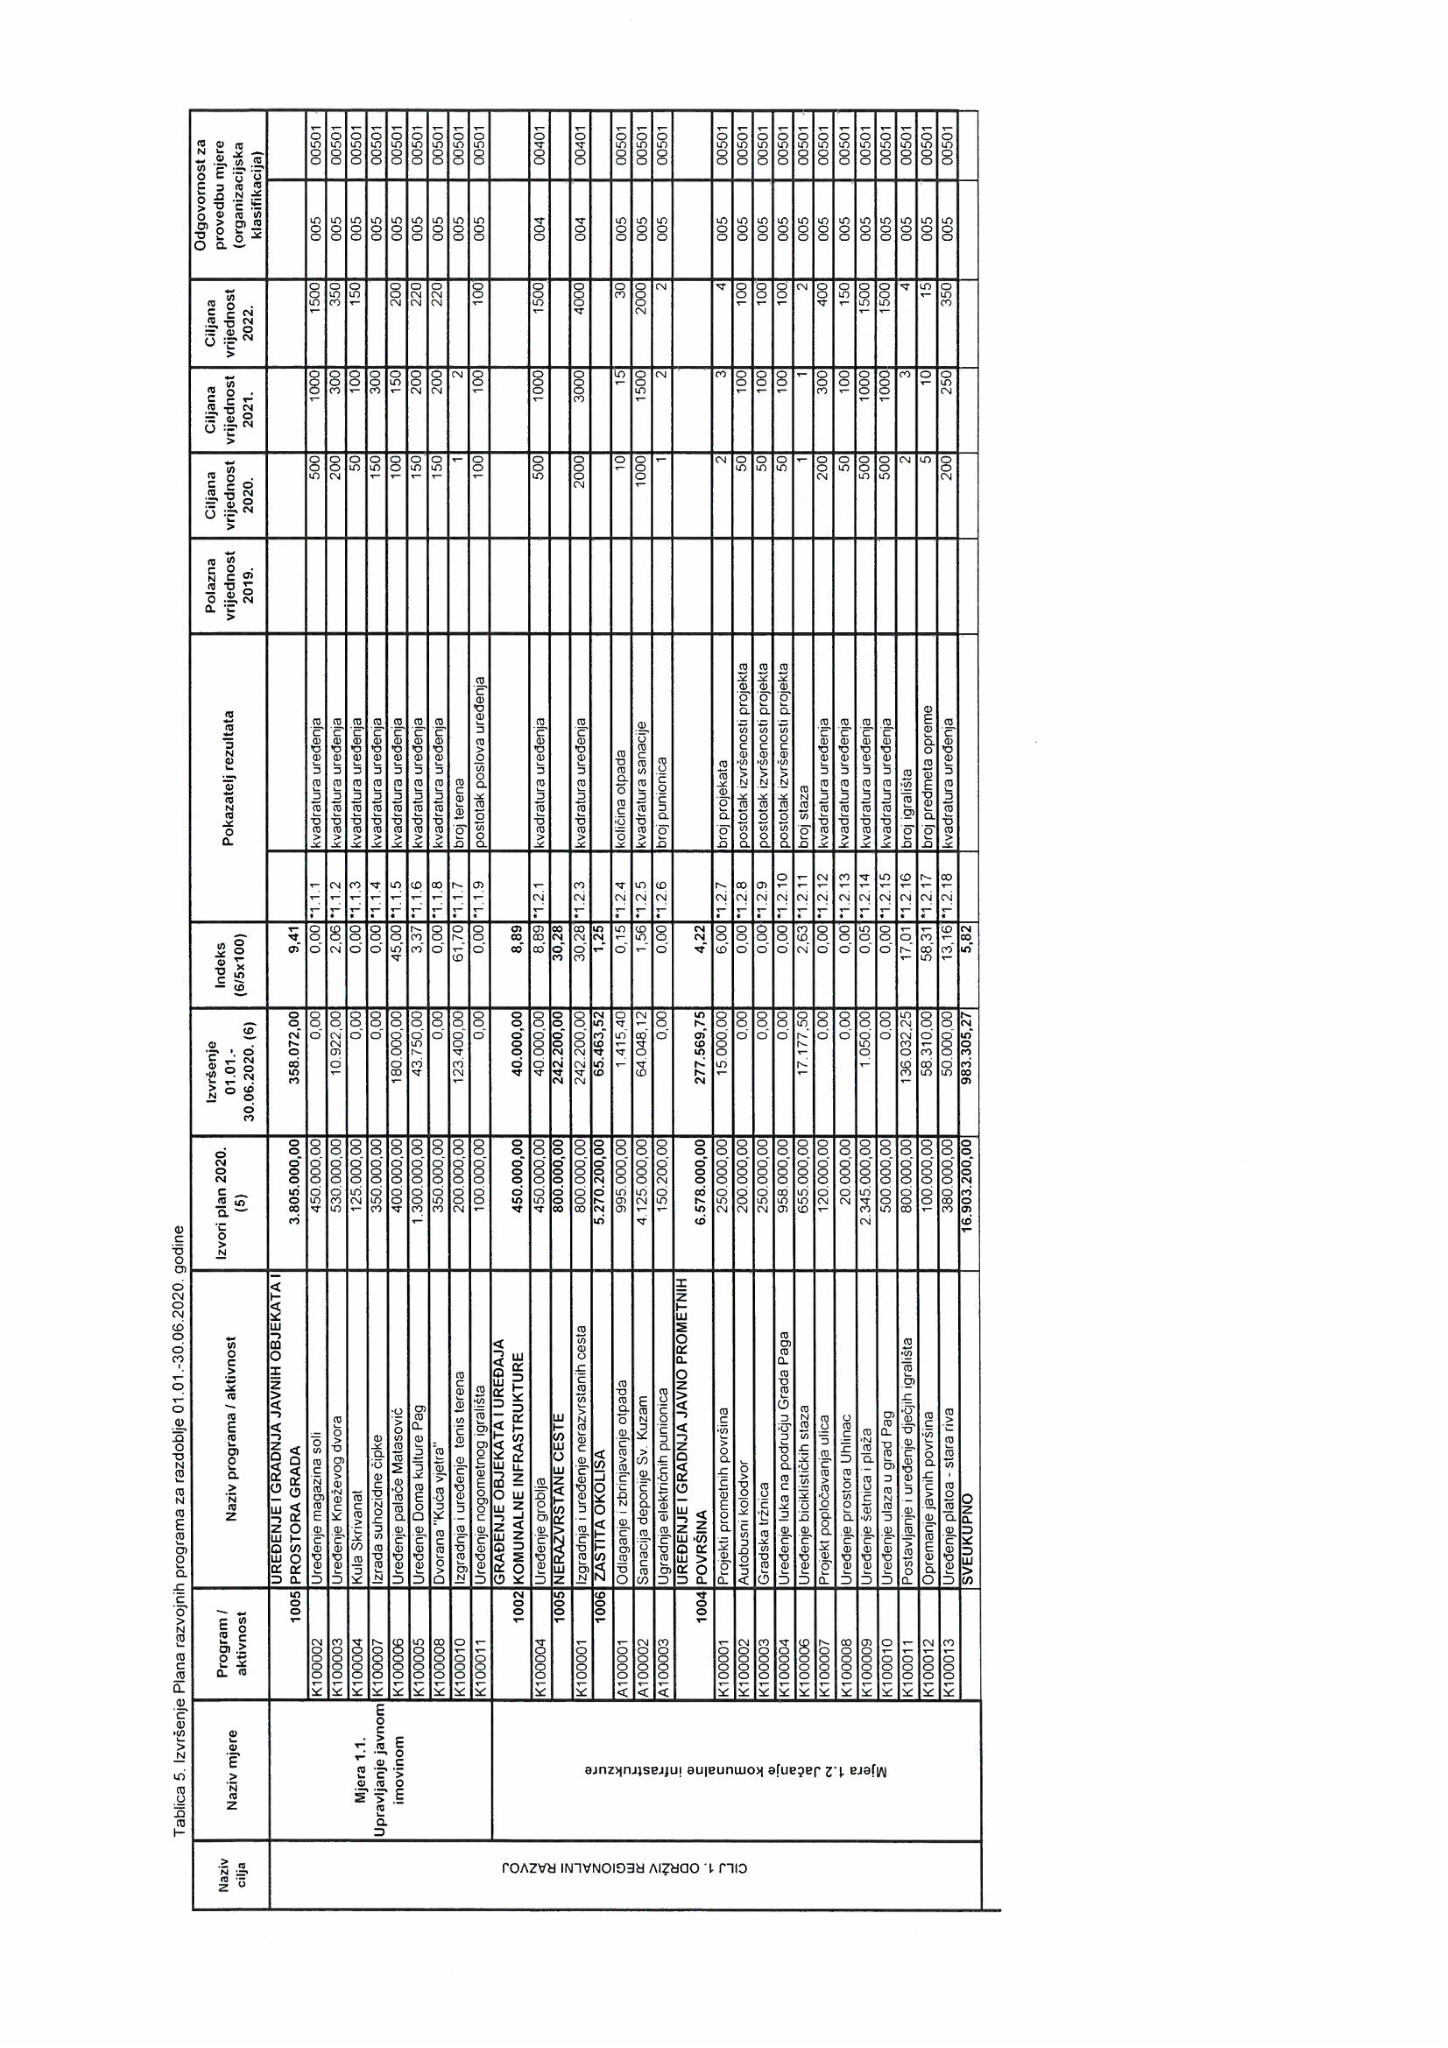 Tablica 5. Izvršenje Plana razvojnih programa za razdoblje 01.01.-30.06.2020. godine
Naziv cilja | Naziv mjere | Program / aktivnost | Naziv programa / aktivnost | Izvori plan 2020. (5) | Izvršenje 01.01.-30.06.2020. (6) | Indeks (6/5x100) | Pokazatelj rezultata | Polazna vrijednost 2019. | Ciljana vrijednost 2020. | Ciljana vrijednost 2021. | Ciljana vrijednost 2022. | Odgovornost za provedbu mjere (organizacijska klasifikacija)
CILJ 1. ODRŽIV REGIONALNI RAZVOJ
Mjera 1.1. Upravljanje javnom imovinom
1005 UREĐENJE I GRADNJA JAVNIH OBJEKATA I PROSTORA GRADA 3.805.000,00 358.072,00 9,41
K100002 Uređenje magazina soli 450.000,00 0,00 *1.1.1 kvadratura uređenja 500 1000 1500 005 00501
K100003 Uređenje Kneževog dvora 530.000,00 10.922,00 2,06 *1.1.2 kvadratura uređenja 200 300 350 005 00501
K100004 Kula Skrivanat 125.000,00 0,00 0,00 *1.1.3 kvadratura uređenja 50 100 150 005 00501
K100007 Izrada suhozidne čipke 350.000,00 0,00 0,00 *1.1.4 kvadratura uređenja 150 300 005 00501
K100006 Uređenje palače Matasović 400.000,00 180.000,00 45,00 *1.1.5 kvadratura uređenja 100 150 200 005 00501
K100005 Uređenje Doma kulture Pag 1.300.000,00 43.750,00 3,37 *1.1.6 kvadratura uređenja 150 200 220 005 00501
K100008 Dvorana "Kuća vjetra" 350.000,00 0,00 0,00 *1.1.8 kvadratura uređenja 150 200 220 005 00501
K100010 Izgradnja i uređenje tenis terena 200.000,00 123.400,00 61,70 *1.1.7 broj terena 1 2 005 00501
K100011 Uređenje nogometnog igrališta 100.000,00 0,00 0,00 *1.1.9 postotak poslova uređenja 100 100 100 005 00501
Mjera 1.2 Jačanje komunalne infrastrukzure
1002 GRAĐENJE OBJEKATA I UREĐAJA KOMUNALNE INFRASTRUKTURE 450.000,00 40.000,00 8,89
K100004 Uređenje groblja 450.000,00 40.000,00 8,89 *1.2.1 kvadratura uređenja 500 1000 1500 004 00401
1005 NERAZVRSTANE CESTE 800.000,00 242.200,00 30,28
K100001 Izgradnja i uređenje nerazvrstanih cesta 800.000,00 242.200,00 30,28 *1.2.3 kvadratura uređenja 2000 3000 4000 004 00401
1006 ZASTITA OKOLISA 5.270.200,00 65.463,52 1,25
A100001 Odlaganje i zbrinjavanje otpada 995.000,00 1.415,40 0,15 *1.2.4 količina otpada 10 15 30 005 00501
A100002 Sanacija deponije Sv. Kuzam 4.125.000,00 64.048,12 1,56 *1.2.5 kvadratura sanacije 1000 1500 2000 005 00501
A100003 Ugradnja električnih punionica 150.200,00 0,00 0,00 *1.2.6 broj punionica 1 2 2 005 00501
1004 UREĐENJE I GRADNJA JAVNO PROMETNIH POVRŠINA 6.578.000,00 277.569,75 4,22
K100001 Projekti prometnih površina 250.000,00 15.000,00 6,00 *1.2.7 broj projekata 2 3 4 005 00501
K100002 Autobusni kolodvor 200.000,00 0,00 0,00 *1.2.8 postotak izvršenosti projekta 50 100 100 005 00501
K100003 Gradska tržnica 250.000,00 0,00 0,00 *1.2.9 postotak izvršenosti projekta 50 100 100 005 00501
K100004 Uređenje luka na području Grada Paga 958.000,00 0,00 0,00 *1.2.10 postotak izvršenosti projekta 50 100 100 005 00501
K100006 Uređenje biciklističkih staza 655.000,00 17.177,50 2,63 *1.2.11 broj staza 1 1 2 005 00501
K100007 Projekt popločavanja ulica 120.000,00 0,00 0,00 *1.2.12 kvadratura uređenja 200 300 400 005 00501
K100008 Uređenje prostora Uhlinac 20.000,00 0,00 0,00 *1.2.13 kvadratura uređenja 50 100 150 005 00501
K100009 Uređenje šetnica i plaža 2.345.000,00 1.050,00 0,05 *1.2.14 kvadratura uređenja 500 1000 1500 005 00501
K100010 Uređenje ulaza u grad Pag 500.000,00 0,00 0,00 *1.2.15 kvadratura uređenja 500 1000 1500 005 00501
K100011 Postavljanje i uređenje dječjih igrališta 800.000,00 136.032,25 17,01 *1.2.16 broj igrališta 2 3 4 005 00501
K100012 Opremanje javnih površina 100.000,00 58.310,00 58,31 *1.2.17 broj predmeta opreme 5 10 15 005 00501
K100013 Uređenje platoa - stara riva 380.000,00 50.000,00 13,16 *1.2.18 kvadratura uređenja 200 250 350 005 00501
SVEUKUPNO 16.903.200,00 983.305,27 5,82